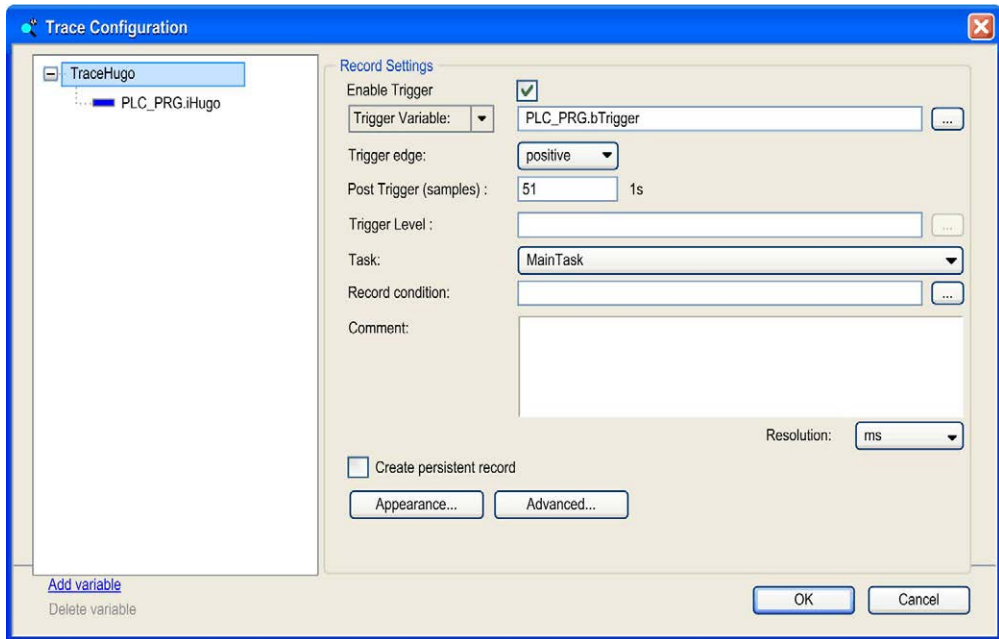 Trace Configuration
TraceHugo
PLC_PRG.iHugo
Record Settings
Enable Trigger
Trigger Variable: PLC_PRG.bTrigger ...
Trigger edge: positive
Post Trigger (samples) : 51 1s
Trigger Level : ...
Task: MainTask
Record condition: ...
Comment:
Resolution: ms
Create persistent record
Appearance... Advanced...
Add variable
Delete variable
OK Cancel